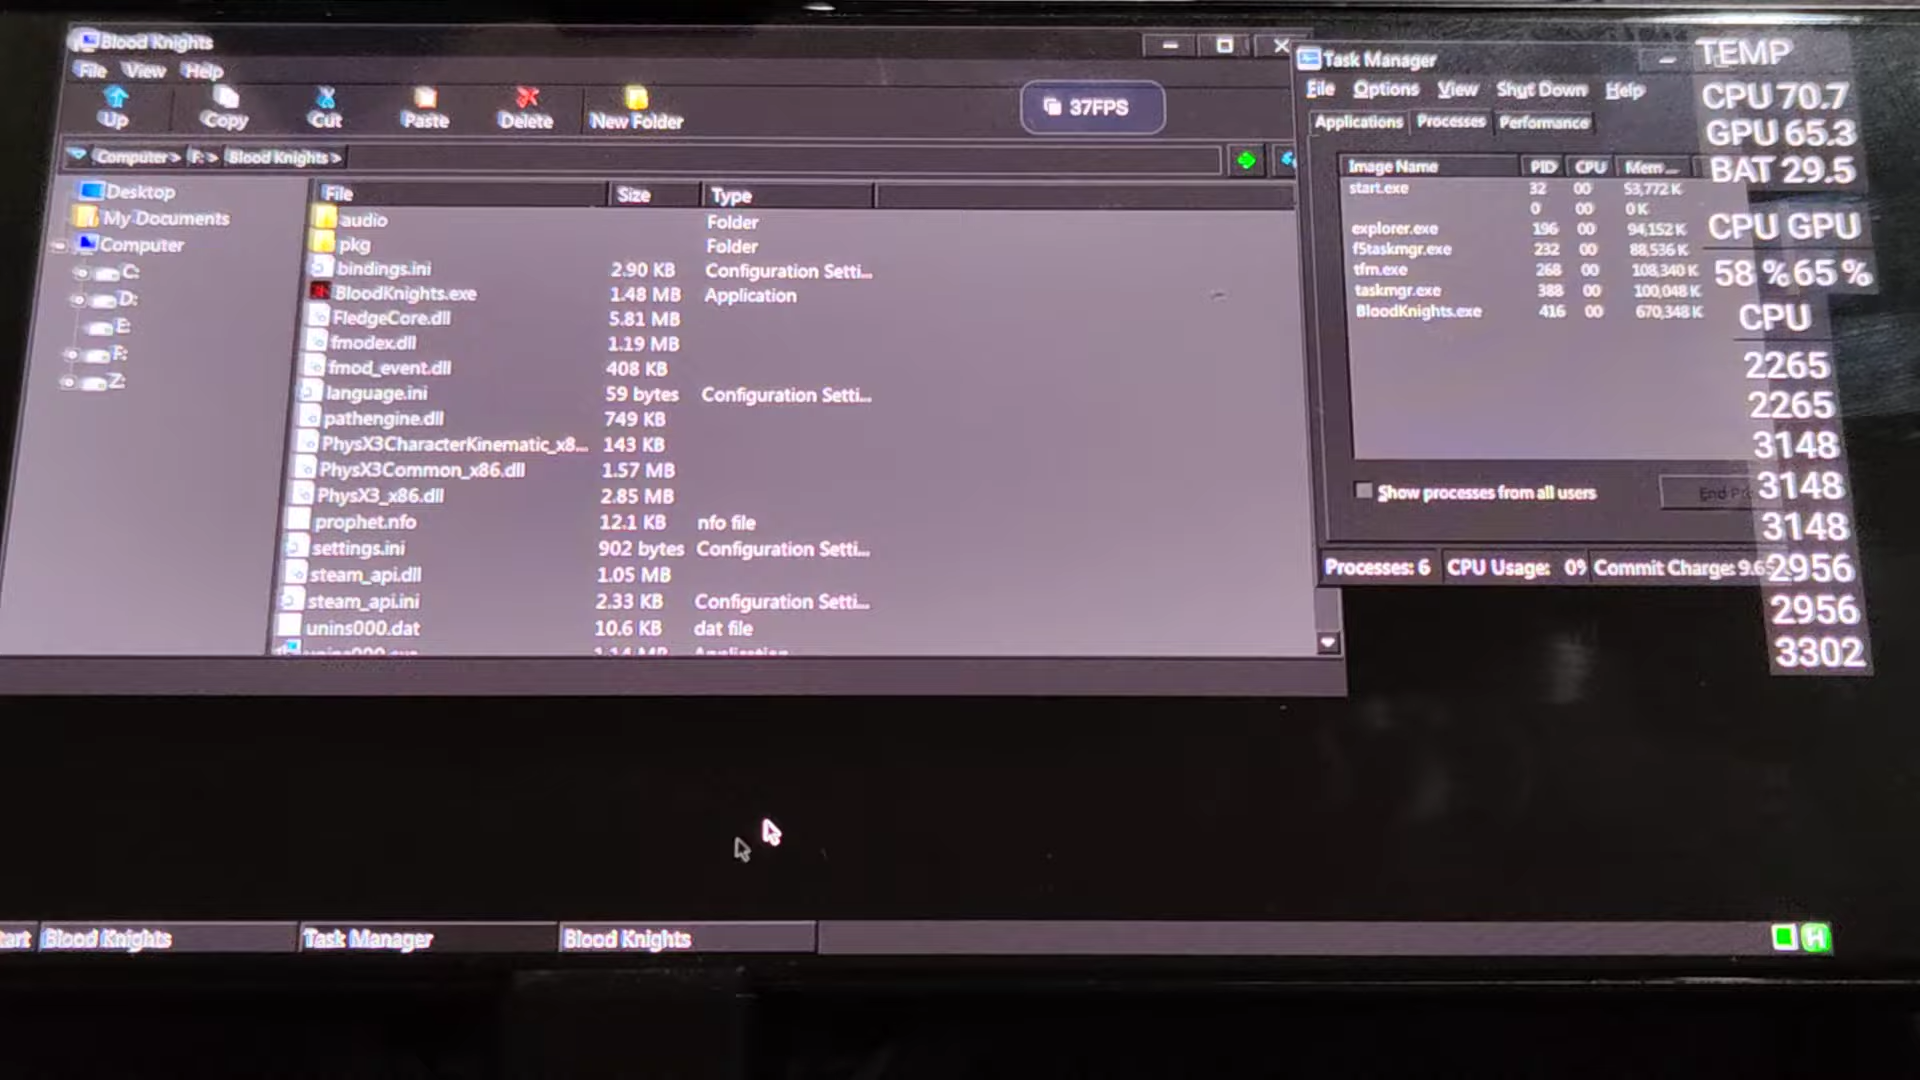 Blood Knights
File View Help
Up Copy Cut Paste Delete New Folder
37FPS
Computer > F: > Blood Knights >
Desktop
My Documents
Computer
C:
D:
E:
F:
Z:
File Size Type
audio Folder
pkg Folder
bindings.ini 2.90 KB Configuration Setti...
BloodKnights.exe 1.48 MB Application
FledgeCore.dll 5.81 MB
fmodex.dll 1.19 MB
fmod_event.dll 408 KB
language.ini 59 bytes Configuration Setti...
pathengine.dll 749 KB
PhysX3CharacterKinematic_x8... 143 KB
PhysX3Common_x86.dll 1.57 MB
PhysX3_x86.dll 2.85 MB
prophet.nfo 12.1 KB nfo file
settings.ini 902 bytes Configuration Setti...
steam_api.dll 1.05 MB
steam_api.ini 2.33 KB Configuration Setti...
unins000.dat 10.6 KB dat file
Task Manager
File Options View Shut Down Help
Applications Processes Performance
Image Name PID CPU Mem...
start.exe 32 00 53,772 K
0 00 0 K
explorer.exe 196 00 94,152 K
f5taskmgr.exe 232 00 88,536 K
tfm.exe 268 00 108,340 K
taskmgr.exe 388 00 100,048 K
BloodKnights.exe 416 00 670,348 K
Show processes from all users
End Pr
Processes: 6 CPU Usage: 0% Commit Charge: 9.6
TEMP
CPU 70.7
GPU 65.3
BAT 29.5
CPU GPU
58 % 65 %
CPU
2265
2265
3148
3148
3148
2956
2956
3302
tart Blood Knights Task Manager Blood Knights
H